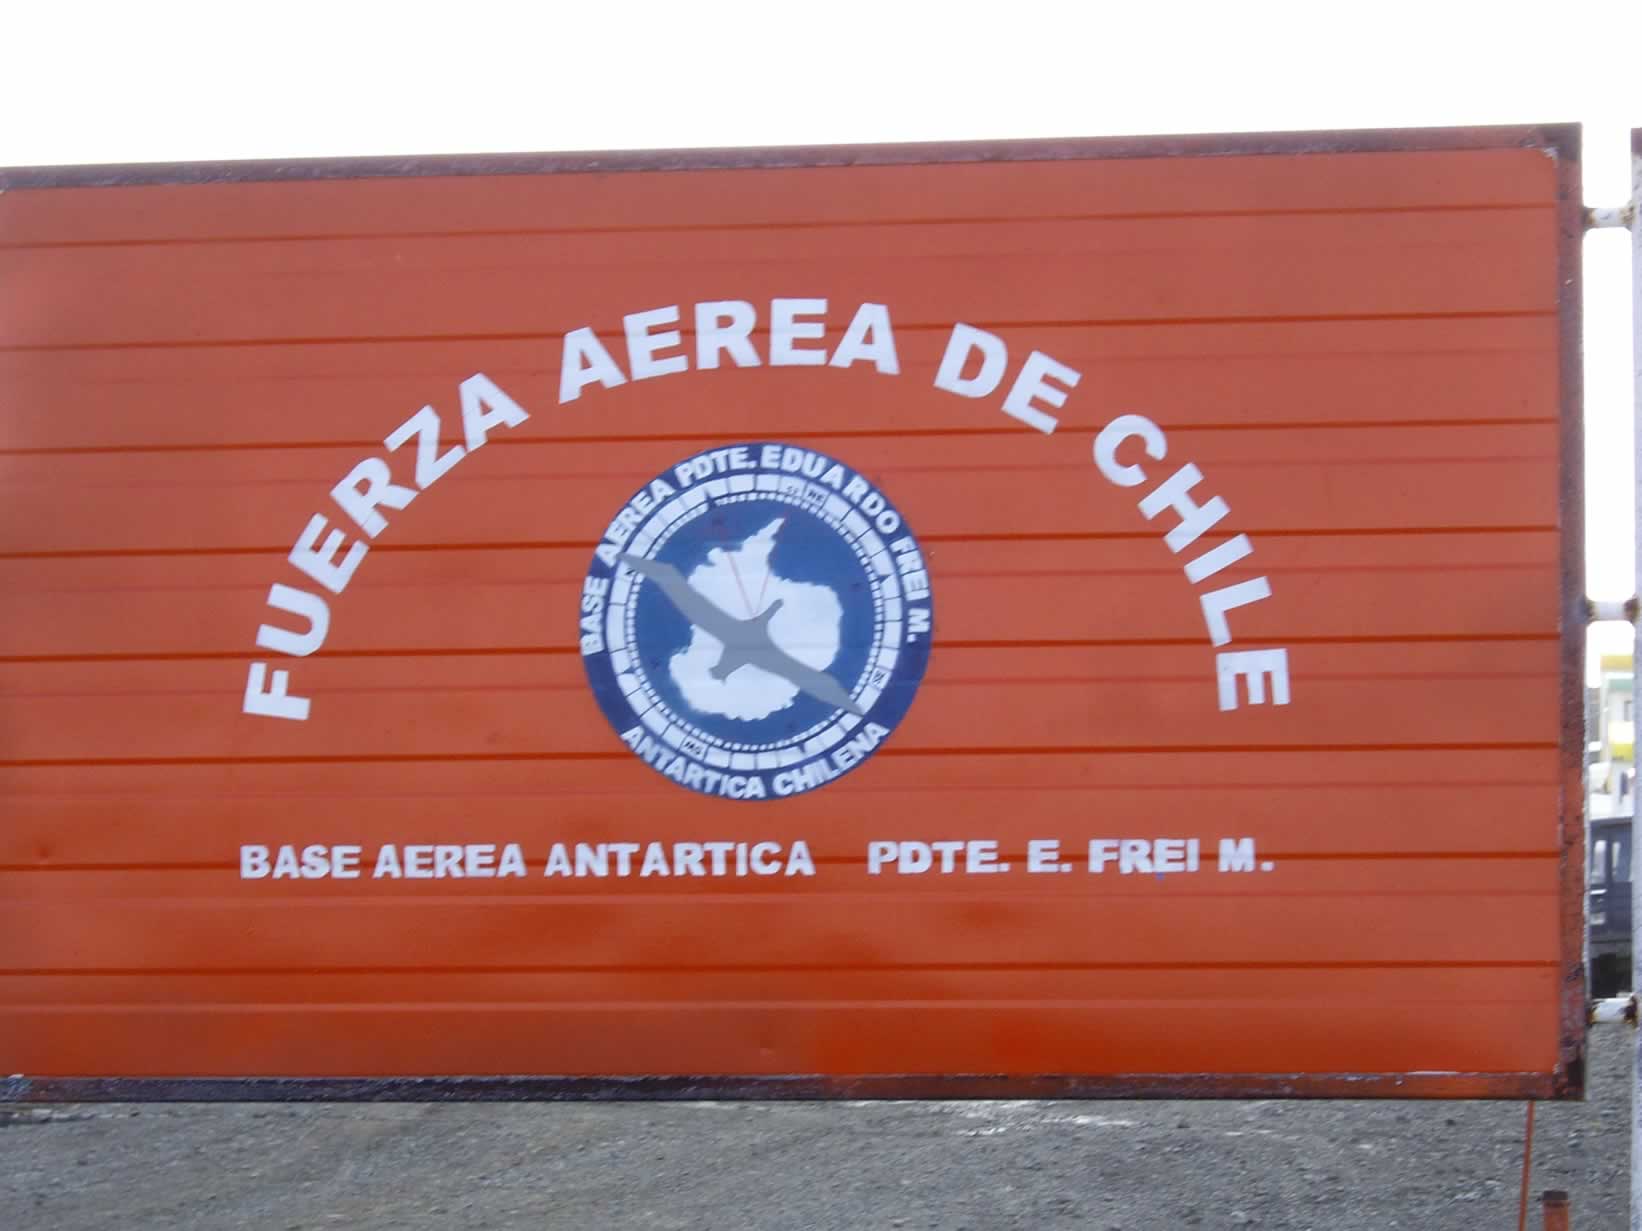 FUERZA AEREA DE CHILE
BASE AEREA PDTE. EDUARDO FREI M.
ANTARTICA CHILENA
BASE AEREA ANTARTICA PDTE. E. FREI M.